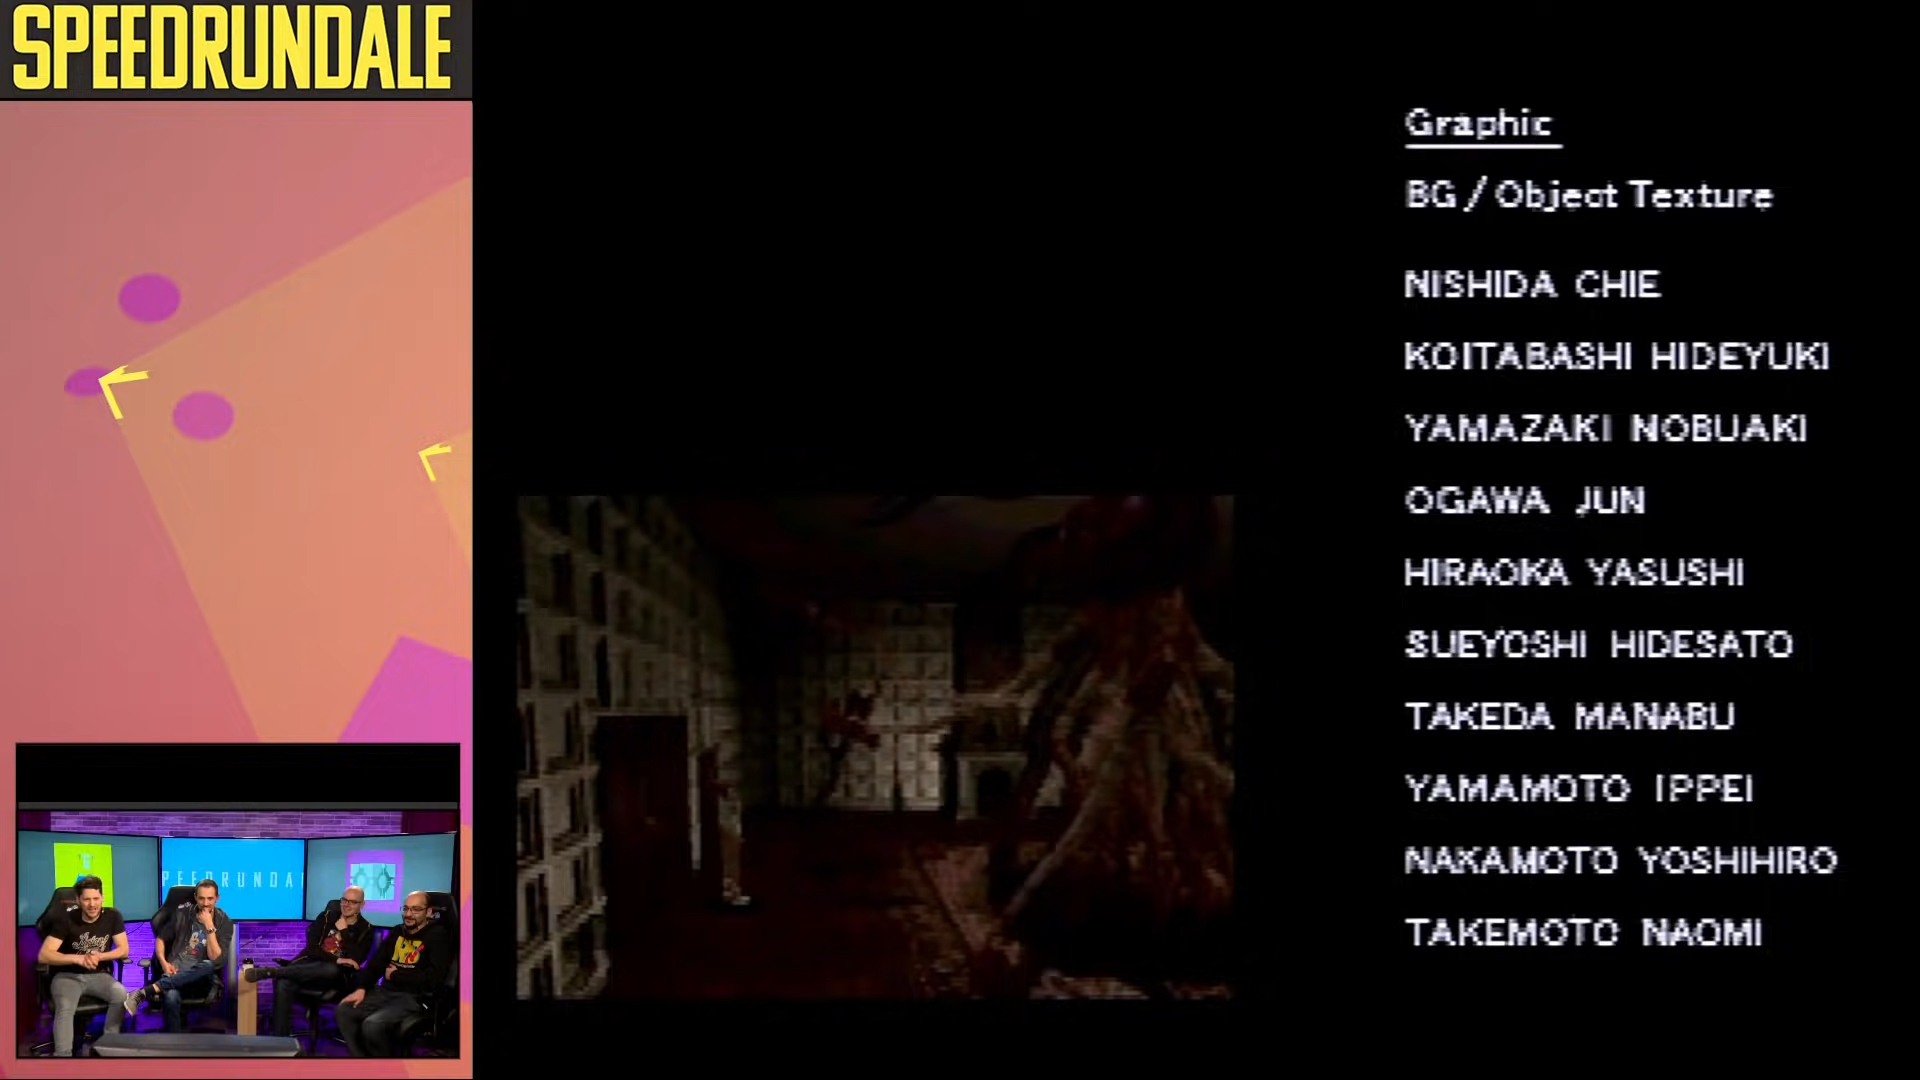 SPEEDRUNDALE
Graphic
BG / Object Texture
NISHIDA CHIE
KOITABASHI HIDEYUKI
YAMAZAKI NOBUAKI
OGAWA JUN
HIRAOKA YASUSHI
SUEYOSHI HIDESATO
TAKEDA MANABU
YAMAMOTO IPPEI
NAKAMOTO YOSHIHIRO
TAKEMOTO NAOMI
PEEDRUNDA